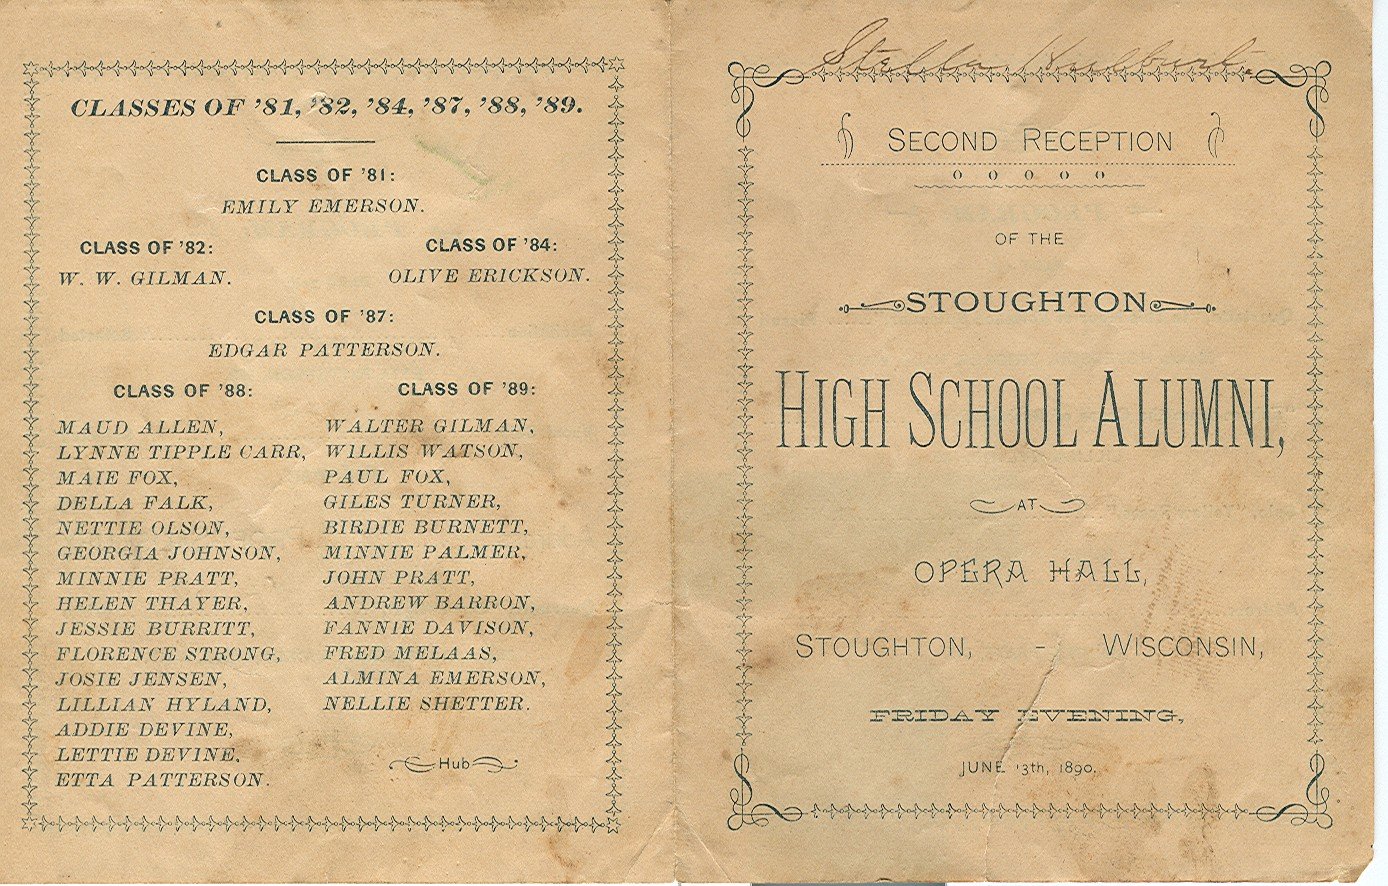 CLASSES OF '81, '82, '84, '87, '88, '89.
CLASS OF '81:
EMILY EMERSON.
CLASS OF '82:
W. W. GILMAN.
CLASS OF '84:
OLIVE ERICKSON.
CLASS OF '87:
EDGAR PATTERSON.
CLASS OF '88:
MAUD ALLEN,
LYNNE TIPPLE CARR,
MAIE FOX,
DELLA FALK,
NETTIE OLSON,
GEORGIA JOHNSON,
MINNIE PRATT,
HELEN THAYER,
JESSIE BURRITT,
FLORENCE STRONG,
JOSIE JENSEN,
LILLIAN HYLAND,
ADDIE DEVINE,
LETTIE DEVINE,
ETTA PATTERSON.
CLASS OF '89:
WALTER GILMAN,
WILLIS WATSON,
PAUL FOX,
GILES TURNER,
BIRDIE BURNETT,
MINNIE PALMER,
JOHN PRATT,
ANDREW BARRON,
FANNIE DAVISON,
FRED MELAAS,
ALMINA EMERSON,
NELLIE SHETTER.
Hub
Stella Hulburt.
SECOND RECEPTION
OF THE
STOUGHTON
HIGH SCHOOL ALUMNI,
AT
OPERA HALL,
STOUGHTON, - WISCONSIN,
FRIDAY EVENING,
JUNE 13th, 1890.